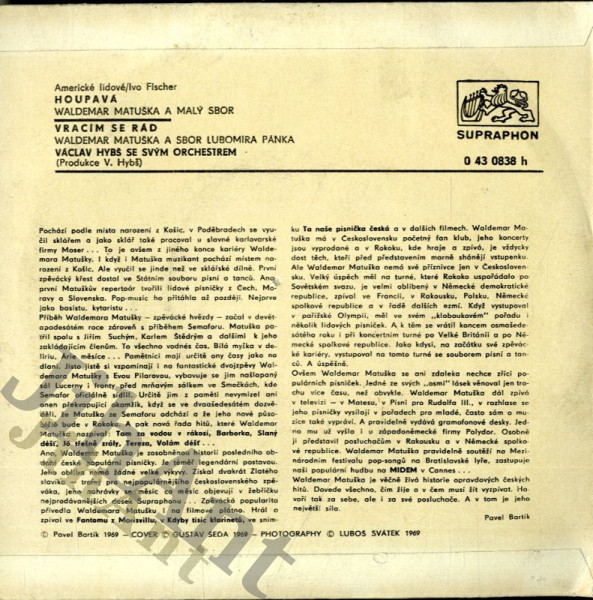 Americké lidové/Ivo Fischer
HOUPAVÁ
WALDEMAR MATUŠKA A MALÝ SBOR
VRACÍM SE RÁD
WALDEMAR MATUŠKA A SBOR LUBOMÍRA PÁNKA
VÁCLAV HYBŠ SE SVÝM ORCHESTREM
(Produkce V. Hybš)
SUPRAPHON
0 43 0838 h
Pochází podle místa narození z Košic, v Poděbradech se vyu-
čil sklářem a jako sklář také pracoval u slavné karlovarské
firmy Moser . . . To je ovšem z jiného konce kariéry Walde-
mara Matušky. I když i Matuška muzikant pochází místem na-
rození z Košic. Ale vyučil se jinde než ve sklářské dílně. První
zpěvácký křest dostal ve Státním souboru písní a tanců. Ano,
první Matuškův repertoár tvořili lidové písničky z Čech, Mo-
ravy a Slovenska. Pop-music ho přitáhla až později. Nejprve
jako basistu, kytaristu . . .
Příběh Waldemara Matušky – zpěvácké hvězdy – začal v devět-
apadesátém roce zároveň s příběhem Semaforu. Matuška pa-
třil spolu s Jiřím Suchým, Karlem Štědrým a dalšími k jeho
zakládajícím členům. To všechno vodnés čas, Bílá myška v de-
líriu, Dva měsíce . . . Pamětníci mají určitě ony časy jako na
dlani. Jistě ještě si vzpomínají i na fantastické dvojzpěvy Wal-
demara Matušky s Evou Pilarovou, vybavuje se jim našlapaný
sál Lucerny i fronty před mrňavým sálkem ve Smečkách, kde
Semafor sídlil. Určitě jim z paměti nevymizel ani
onen překvapující okamžik, když se ve dvaašedesátém dozvě-
děli, že Matuška ze Semaforu odchází a že jeho nové půso-
biště bude v Rokoku. A pak nová řada hitů, které Waldemar
Matuška nazpíval: Tam za vodou v rákosí, Barborka, Slaný
déšť, Jó třešně zrály, Tereza, Volám déšť . . .
Ano, Waldemar Matuška je zosobněnou historií posledního ob-
dobí české populární písničky. Je téměř legendární postavou.
Jeho obliba nemá žádné velké výkyvy. Získal dvakrát Zlatého
slavíka v anketě o nejpopulárnějšího československého zpě-
váka, jeho nahrávky se měsíc co měsíc objevují v žebříčku
nejprodávanějších desek Supraphonu . . . Zpěvácká popularita
přivedla Waldemara Matušku i na filmové plátno. Hrál a
zpíval ve Fantomu z Morisvillu, v Kdyby tisíc klarinetů, ve sním-
ku Ta naše písnička česká a v dalších filmech. Waldemar Ma-
tuška má v Československu početný fan klub, jeho koncerty
jsou vyprodané a v Rokoku, kde hraje a zpívá, je vždycky
dost těch, kteří před představením marně shánějí vstupenku.
Ale Waldemar Matuška nemá své příznivce jen v Českosloven-
sku. Velký úspěch měl na turné, které Rokoko uspořádalo po
Sovětském svazu, je velmi oblíbený v Německé demokratické
republice, zpíval ve Francii, v Rakousku, Polsku, Německé
spolkové republice a v řadě dalších zemí. Když vystupoval
v pařížské Olympii, měl ve svém „kloboukovém" pořadu i
několik lidových písniček. A k těm se vrátil koncem osmašede-
sátého roku i při koncertním turné po Velké Británii a po Ně-
mecké spolkové republice. Jako kdysi, na začátku své zpěvác-
ké kariéry, vystupoval na tomto turné se souborem písní a tan-
ců. A úspěšně.
Ovšem Waldemar Matuška se ani zdaleka nechce zříci po-
pulárních písniček. Jedné ze svých „osmi" lásek věnoval jen tro-
chu více času, než obvykle. Waldemar Matuška dál zpívá
v televizi – v Matesu, v Písni pro Rudolfa III., v rozhlase se
jeho písničky vysílají v pořadech pro mladé, často sám o mu-
zice také vypráví. A pravidelně vydává gramofonové desky. Jed-
na mu už vyšla i u západoněmecké firmy Polydor. Osobně
ji představil posluchačům v Rakousku a v Německé spolko-
vé republice. Waldemar Matuška pravidelně soutěží na Mezi-
národním festivalu pop-songů na Bratislavské lyře, zastupuje
naši populární hudbu na MIDEM v Cannes . . .
Waldemar Matuška je věčně živá historie opravdových českých
hitů. Dovede všechno, čím žije a v čem musí žít vyzpívat. Ho-
voří tak za sebe, ale i za své posluchače. A v tom je jeho
největší síla.
Pavel Bartík
© Pavel Bartík 1969 – COVER © GUSTAV ŠEDA 1969 – PHOTOGRAPHY © LUBOŠ SVÁTEK 1969